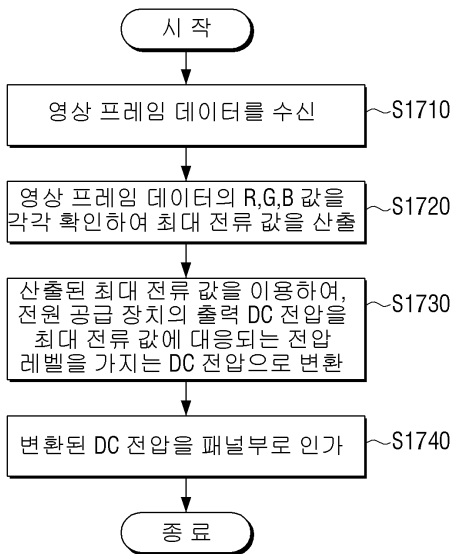 시 작
영상 프레임 데이터를 수신
S1710
영상 프레임 데이터의 R,G,B 값을
각각 확인하여 최대 전류 값을 산출
S1720
산출된 최대 전류 값을 이용하여,
전원 공급 장치의 출력 DC 전압을
최대 전류 값에 대응되는 전압
레벨을 가지는 DC 전압으로 변환
S1730
변환된 DC 전압을 패널부로 인가
S1740
종 료